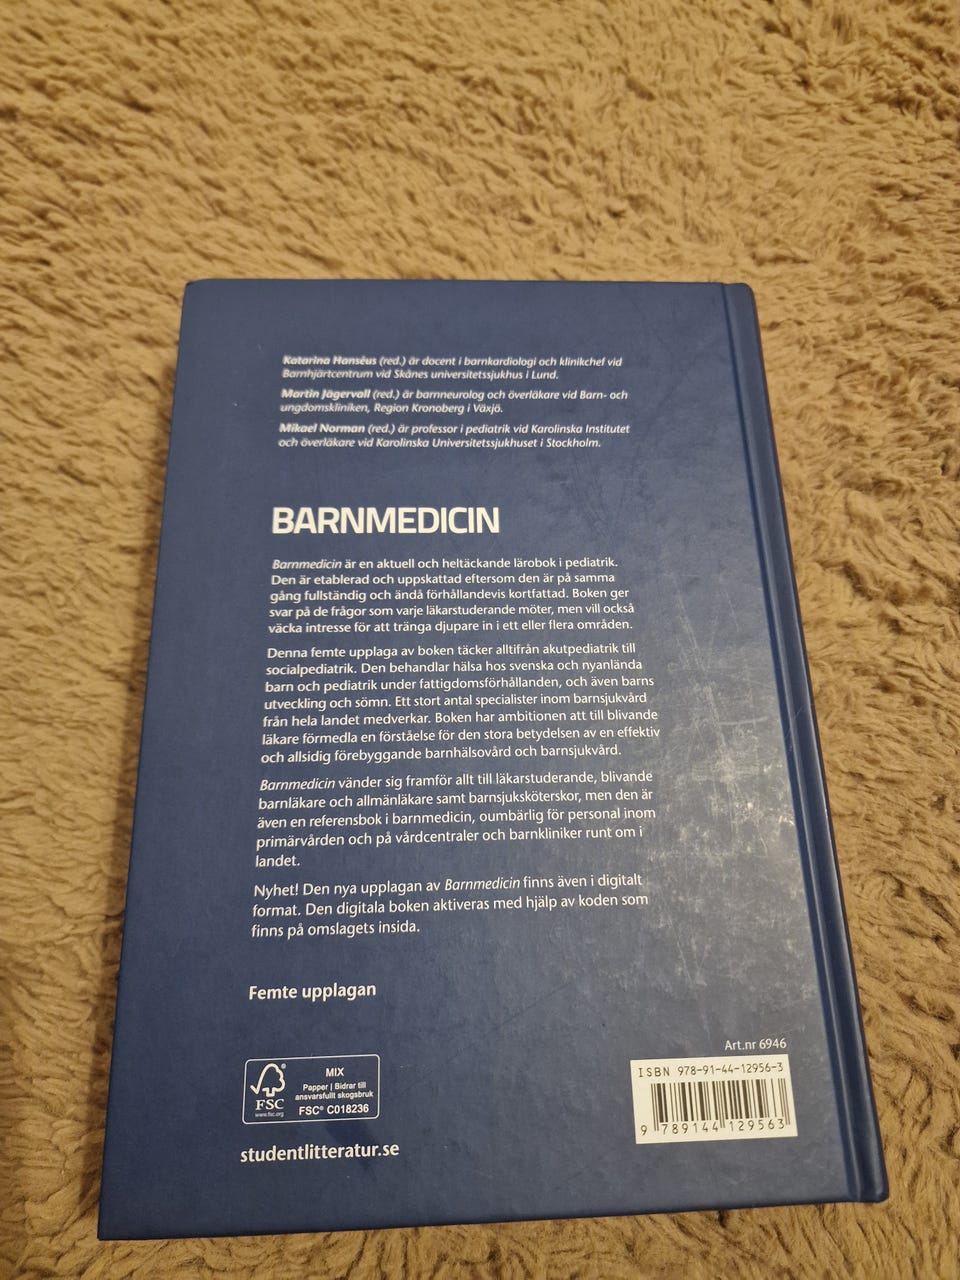 Katarina Hanséus (red.) är docent i barnkardiologi och klinikchef vid
Barnhjärtcentrum vid Skånes universitetssjukhus i Lund.
Martin Jägervall (red.) är barnneurolog och överläkare vid Barn- och
ungdomskliniken, Region Kronoberg i Växjö.
Mikael Norman (red.) är professor i pediatrik vid Karolinska Institutet
och överläkare vid Karolinska Universitetssjukhuset i Stockholm.
BARNMEDICIN
Barnmedicin är en aktuell och heltäckande lärobok i pediatrik.
Den är etablerad och uppskattad eftersom den är på samma
gång fullständig och ändå förhållandevis kortfattad. Boken ger
svar på de frågor som varje läkarstuderande möter, men vill också
väcka intresse för att tränga djupare in i ett eller flera områden.
Denna femte upplaga av boken täcker alltifrån akutpediatrik till
socialpediatrik. Den behandlar hälsa hos svenska och nyanlända
barn och pediatrik under fattigdomsförhållanden, och även barns
utveckling och sömn. Ett stort antal specialister inom barnsjukvård
från hela landet medverkar. Boken har ambitionen att till blivande
läkare förmedla en förståelse för den stora betydelsen av en effektiv
och allsidig förebyggande barnhälsovård och barnsjukvård.
Barnmedicin vänder sig framför allt till läkarstuderande, blivande
barnläkare och allmänläkare samt barnsjuksköterskor, men den är
även en referensbok i barnmedicin, oumbärlig för personal inom
primärvården och på vårdcentraler och barnkliniker runt om i
landet.
Nyhet! Den nya upplagan av Barnmedicin finns även i digitalt
format. Den digitala boken aktiveras med hjälp av koden som
finns på omslagets insida.
Femte upplagan
Art.nr 6946
ISBN 978-91-44-12956-3
9 789144 129563
FSC
www.fsc.org
MIX
Papper | Bidrar till
ansvarsfullt skogsbruk
FSC® C018236
studentlitteratur.se